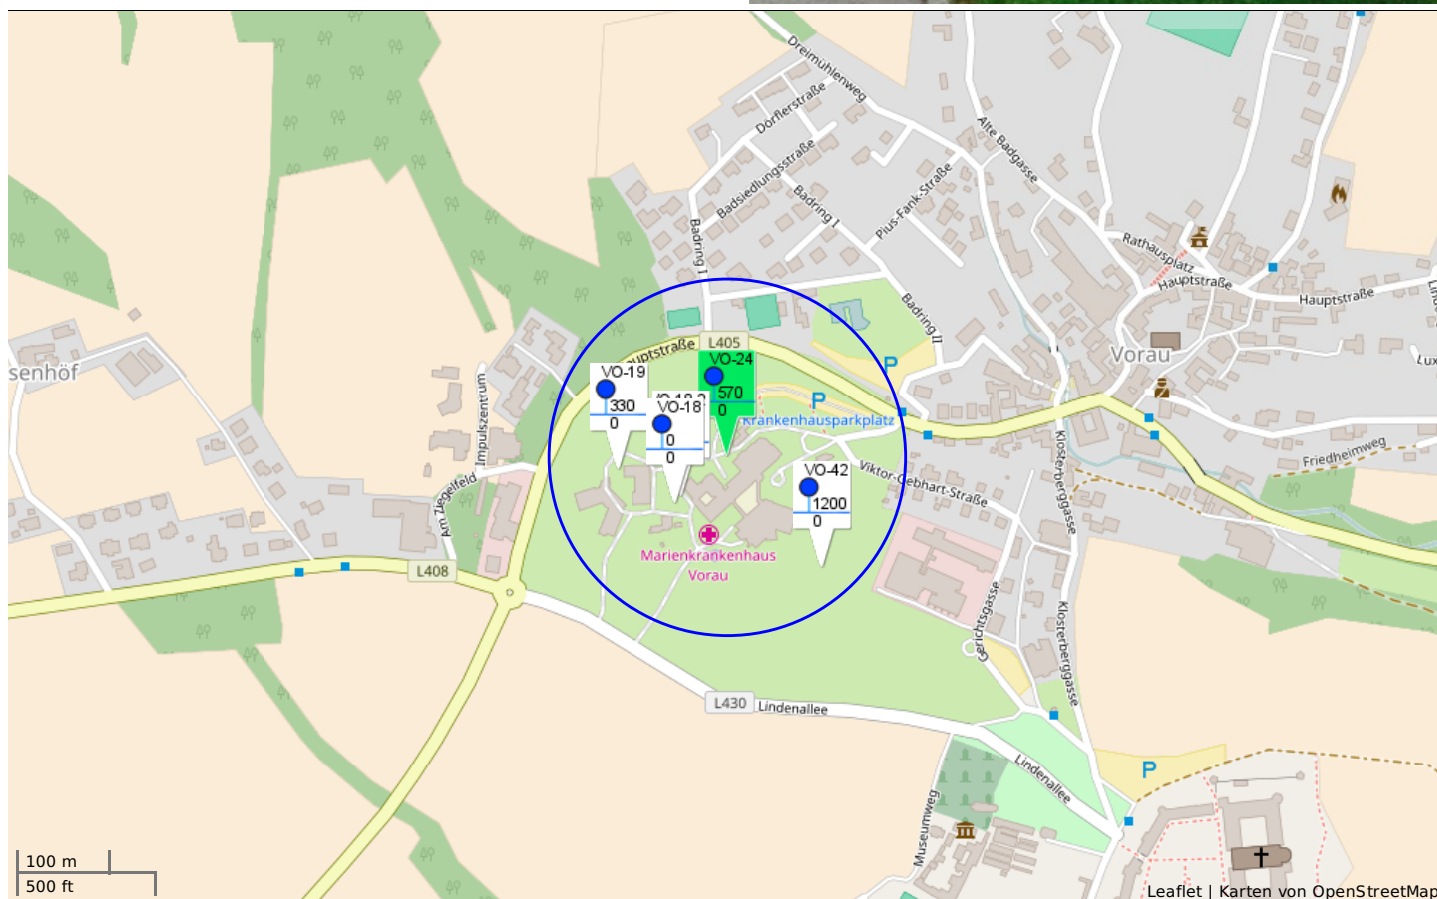 Dreimühlenweg
Dörflerstraße
Alte Badgasse
Badsiedlungsstraße
Badring I
Pius-Fank-Straße
Badring I
Rathausplatz
Hauptstraße
Hauptstraße
Badring II
L405
uptstraße
Vorau
VO-24
570
0
VO-19
330
0
VO-18
0
0
P
P
Krankenhausparkplatz
senhöf
Impulszentrum
Lux
Friedheimweg
Klosterberggasse
Viktor-Gebhart-Straße
VO-42
1200
0
Am Ziegelfeld
Marienkrankenhaus
Vorau
L408
Gerichtsgasse
Klosterberggasse
L430
Lindenallee
Lindenallee
P
Museumweg
100 m
500 ft
Leaflet | Karten von OpenStreetMap